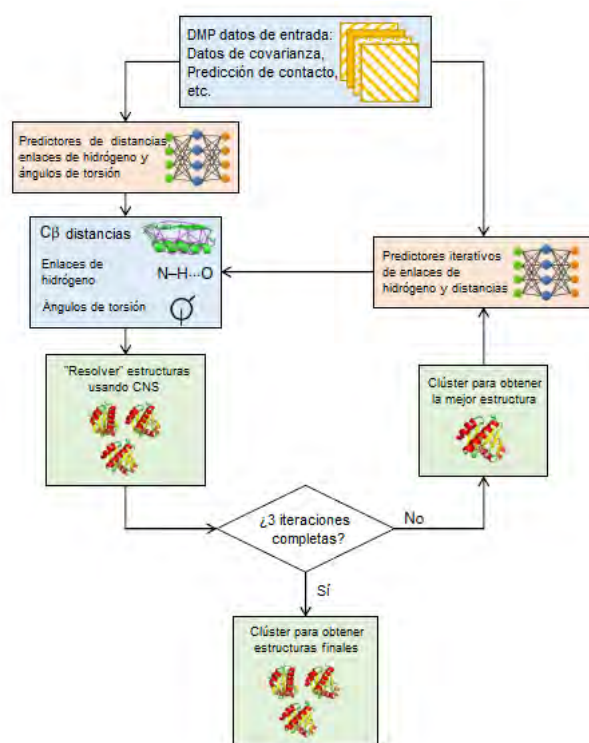 DMP datos de entrada:
Datos de covarianza,
Predicción de contacto,
etc.
Predictores de distancias,
enlaces de hidrógeno y
ángulos de torsión
Cβ distancias
Enlaces de
hidrógeno
N–H···O
Ángulos de torsión
Predictores iterativos
de enlaces de
hidrógeno y distancias
"Resolver" estructuras
usando CNS
Clúster para obtener
la mejor estructura
¿3 iteraciones
completas?
No
Sí
Clúster para obtener
estructuras finales